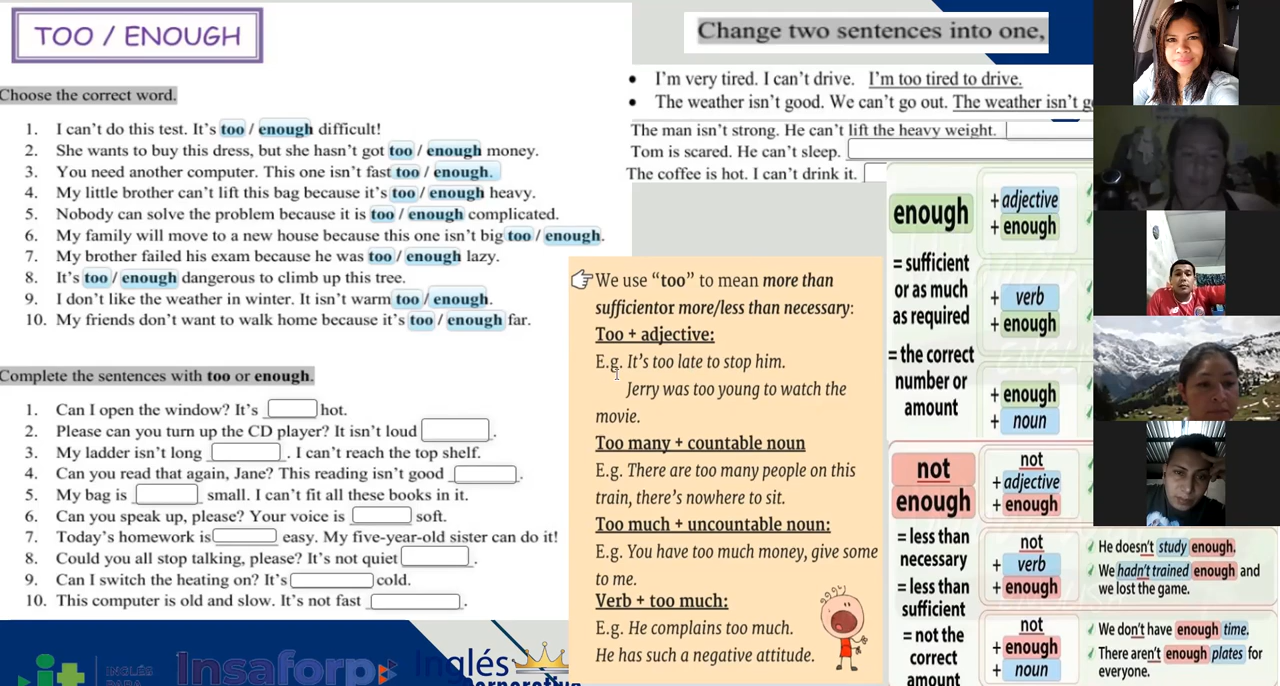 TOO / ENOUGH
Choose the correct word.
1. I can't do this test. It's too / enough difficult!
2. She wants to buy this dress, but she hasn't got too / enough money.
3. You need another computer. This one isn't fast too / enough.
4. My little brother can't lift this bag because it's too / enough heavy.
5. Nobody can solve the problem because it is too / enough complicated.
6. My family will move to a new house because this one isn't big too / enough.
7. My brother failed his exam because he was too / enough lazy.
8. It's too / enough dangerous to climb up this tree.
9. I don't like the weather in winter. It isn't warm too / enough.
10. My friends don't want to walk home because it's too / enough far.
Complete the sentences with too or enough.
1. Can I open the window? It's hot.
2. Please can you turn up the CD player? It isn't loud .
3. My ladder isn't long . I can't reach the top shelf.
4. Can you read that again, Jane? This reading isn't good .
5. My bag is small. I can't fit all these books in it.
6. Can you speak up, please? Your voice is soft.
7. Today's homework is easy. My five-year-old sister can do it!
8. Could you all stop talking, please? It's not quiet .
9. Can I switch the heating on? It's cold.
10. This computer is old and slow. It's not fast .
INGLÉS
PARA
Insaforp
Inglés
Corporativo
Change two sentences into one,
• I'm very tired. I can't drive. I'm too tired to drive.
• The weather isn't good. We can't go out. The weather isn't g
The man isn't strong. He can't lift the heavy weight.
Tom is scared. He can't sleep.
The coffee is hot. I can't drink it.
We use "too" to mean more than
sufficientor more/less than necessary:
Too + adjective:
E.g. It's too late to stop him.
Jerry was too young to watch the
movie.
Too many + countable noun
E.g. There are too many people on this
train, there's nowhere to sit.
Too much + uncountable noun:
E.g. You have too much money, give some
to me.
Verb + too much:
E.g. He complains too much.
He has such a negative attitude.
enough
= sufficient
or as much
as required
= the correct
number or
amount
+ adjective
+ enough
+ verb
+ enough
+ enough
+ noun
not
enough
= less than
necessary
= less than
sufficient
= not the
correct
amount
not
+ adjective
+ enough
not
+ verb
+ enough
✓ He doesn't study enough.
✓ We hadn't trained enough and
we lost the game.
not
+ enough
+ noun
✓ We don't have enough time.
✓ There aren't enough plates for
everyone.